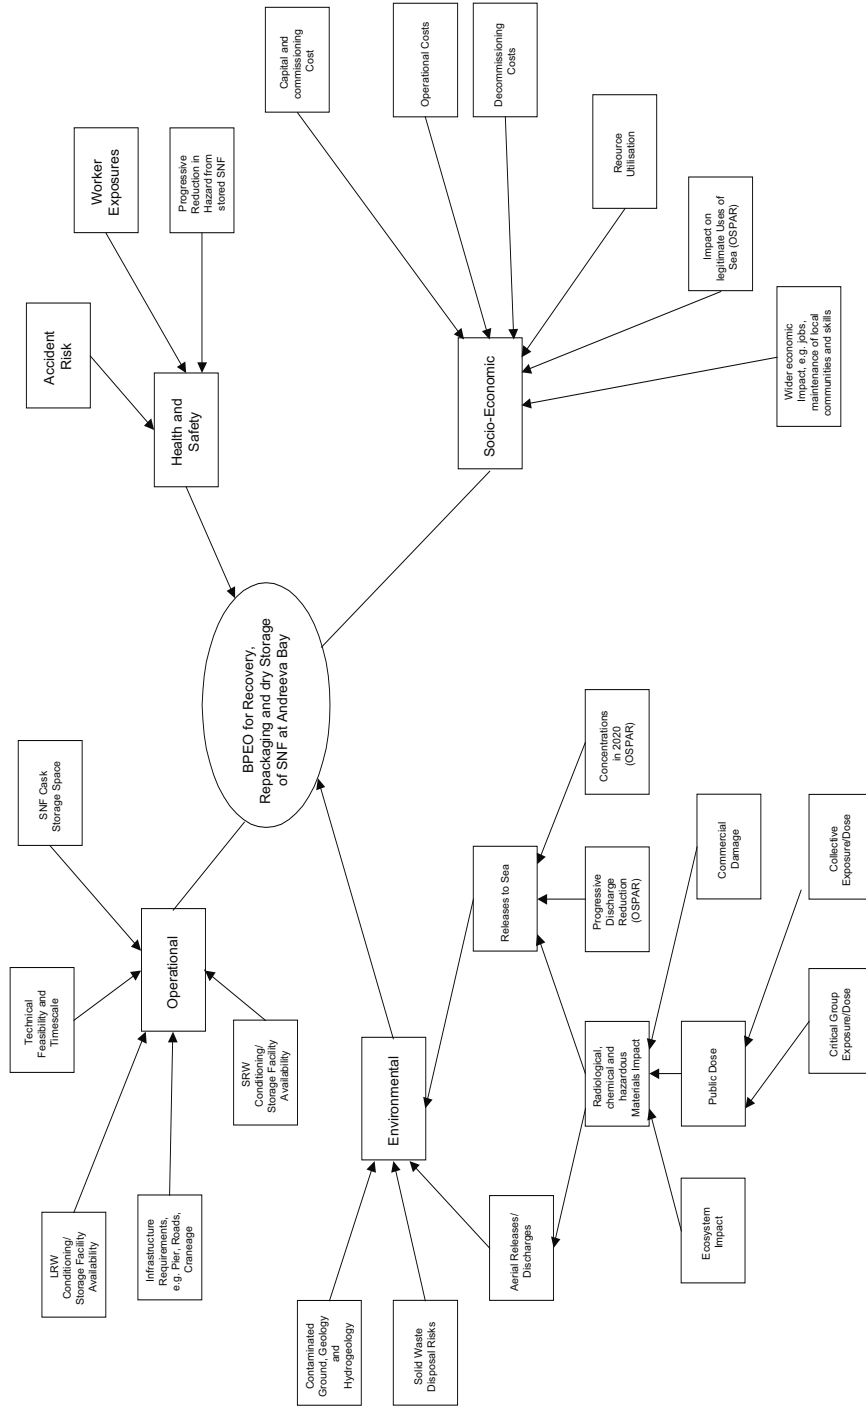 LRW
Conditioning/
Storage Facility
Availability
Technical
Feasibility and
Timescale
SNF Cask
Storage Space
Infrastructure
Requirements,
e.g. Pier, Roads,
Craneage
Operational
SRW
Conditioning/
Storage Facility
Availability
Accident
Risk
Worker
Exposures
Progressive
Reduction in
Hazard from
stored SNF
Health and
Safety
BPEO for Recovery,
Repackaging and dry Storage
of SNF at Andreeva Bay
Capital and
commissioning
Cost
Operational Costs
Decommissioning
Costs
Reource
Utilisation
Impact on
legitimate Uses of
Sea (OSPAR)
Wider economic
Impact, e.g. jobs,
maintenance of local
communities and skills
Socio-Economic
Contaminated
Ground, Geology
and
Hydrogeology
Solid Waste
Disposal Risks
Environmental
Aerial Releases/
Discharges
Releases to Sea
Progressive
Discharge
Reduction
(OSPAR)
Concentrations
in 2020
(OSPAR)
Radiological,
chemical and
hazardous
Materials Impact
Ecosystem
Impact
Public Dose
Commercial
Damage
Critical Group
Exposure/Dose
Collective
Exposure/Dose